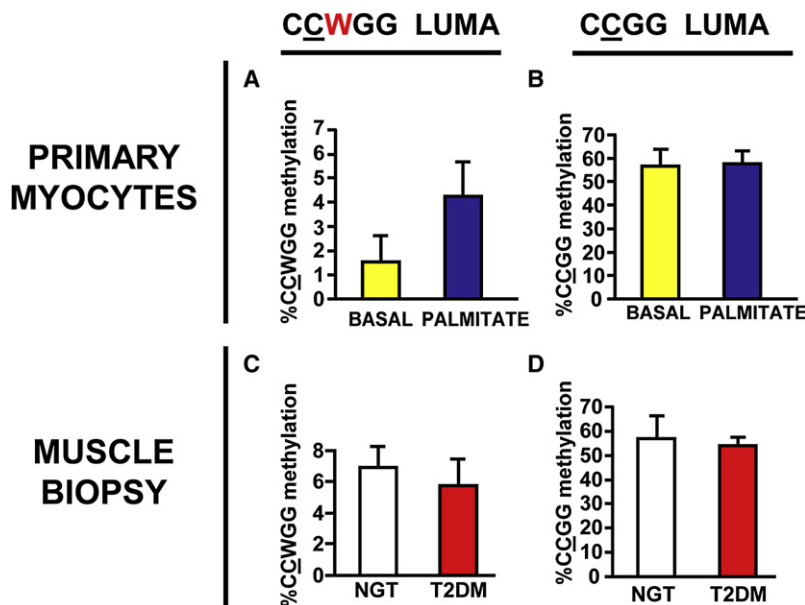 CCWGG LUMA
CCGG LUMA
PRIMARY
MYOCYTES
A
%CCWGG methylation
7
6
5
4
3
2
1
0
BASAL PALMITATE
B
%CCGG methylation
70
60
50
40
30
20
10
0
BASAL PALMITATE
MUSCLE
BIOPSY
C
%CCWGG methylation
8
6
4
2
0
NGT T2DM
D
%CCGG methylation
70
60
50
40
30
20
10
0
NGT T2DM